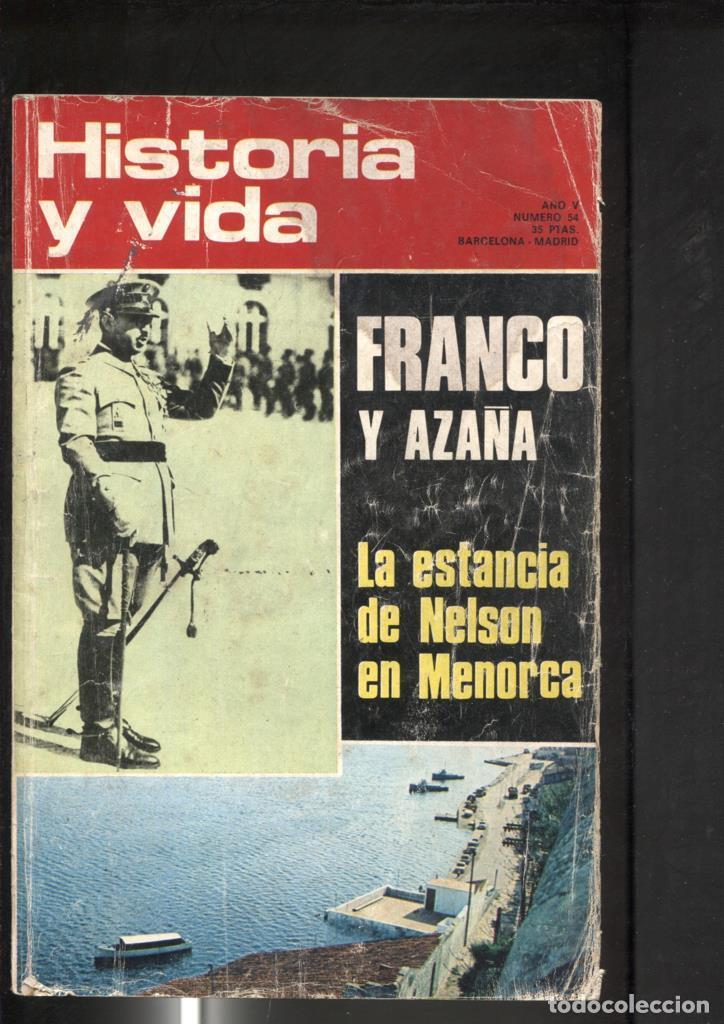 Historia
y vida
AÑO V
NUMERO 54
35 PTAS.
BARCELONA - MADRID
FRANCO
Y AZAÑA
La estancia
de Nelson
en Menorca
todocoleccion